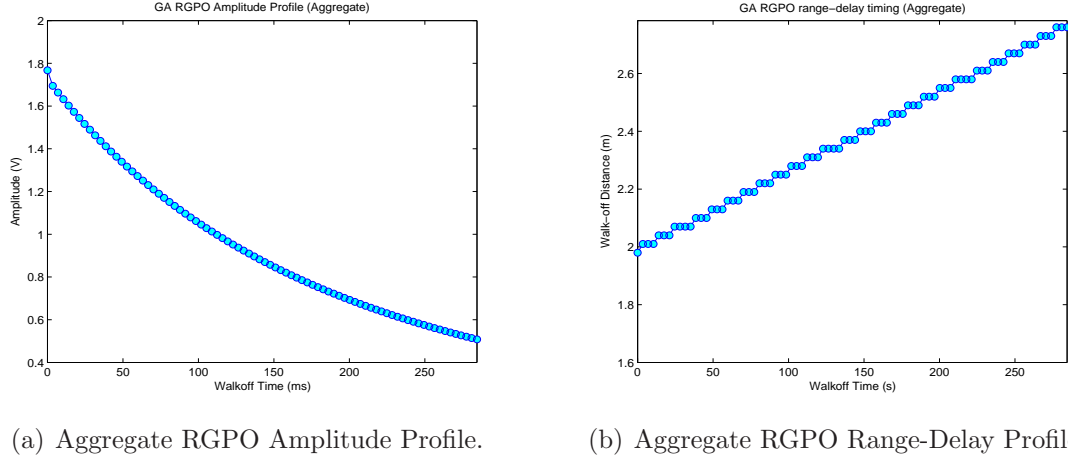 GA RGPO Amplitude Profile (Aggregate)
2
1.8
1.6
1.4
1.2
1
0.8
0.6
0.4
Amplitude (V)
0 50 100 150 200 250
Walkoff Time (ms)
(a) Aggregate RGPO Amplitude Profile.
GA RGPO range-delay timing (Aggregate)
2.6
2.4
2.2
2
1.8
1.6
Walk-off Distance (m)
0 50 100 150 200 250
Walkoff Time (s)
(b) Aggregate RGPO Range-Delay Profil